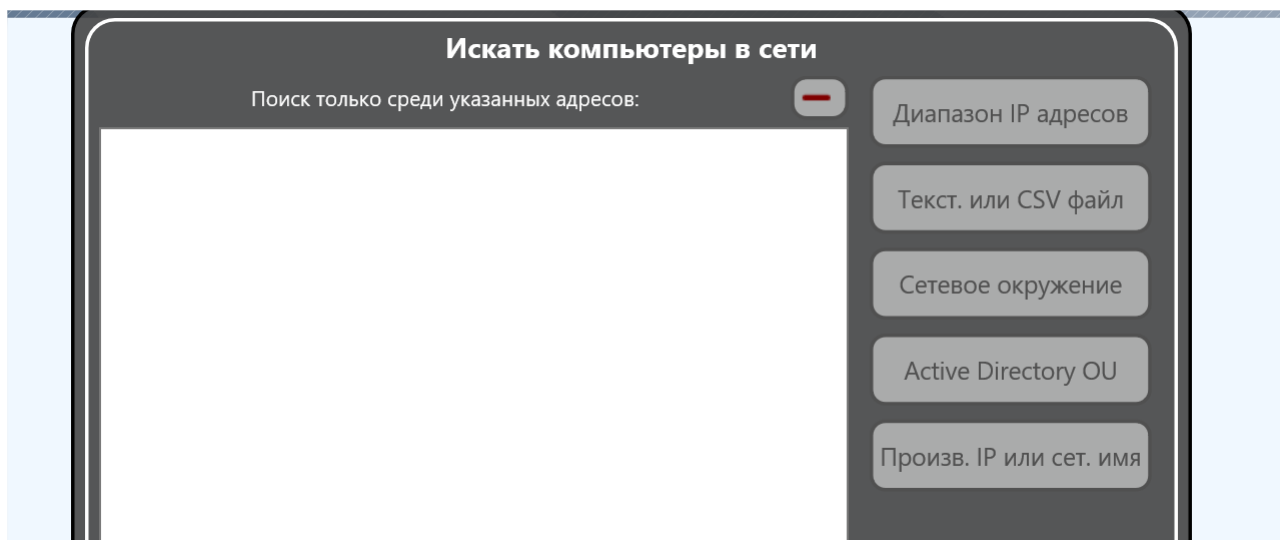 Искать компьютеры в сети
Поиск только среди указанных адресов:
Диапазон IP адресов
Текст. или CSV файл
Сетевое окружение
Active Directory OU
Произв. IP или сет. имя